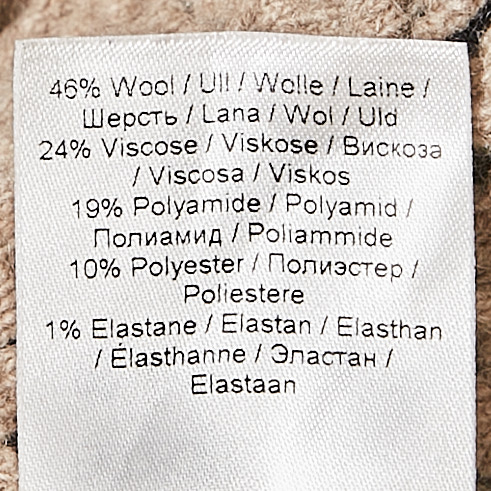 46% Wool / Ull / Wolle / Laine /
Шерсть / Lana / Wol / Uld
24% Viscose / Viskose / Вискоза
/ Viscosa / Viskos
19% Polyamide / Polyamid /
Полиамид / Poliammide
10% Polyester / Полиэстер /
Poliestere
1% Elastane / Elastan / Elasthan
/ Élasthanne / Эластан /
Elastaan